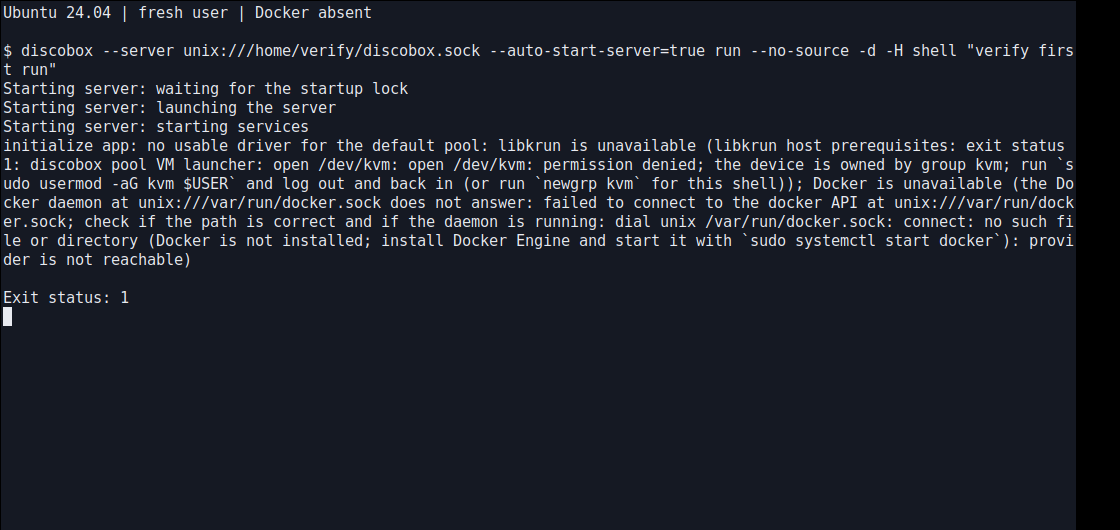 Ubuntu 24.04 | fresh user | Docker absent
$ discobox --server unix:///home/verify/discobox.sock --auto-start-server=true run --no-source -d -H shell "verify firs
t run"
Starting server: waiting for the startup lock
Starting server: launching the server
Starting server: starting services
initialize app: no usable driver for the default pool: libkrun is unavailable (libkrun host prerequisites: exit status
1: discobox pool VM launcher: open /dev/kvm: open /dev/kvm: permission denied; the device is owned by group kvm; run `s
udo usermod -aG kvm $USER` and log out and back in (or run `newgrp kvm` for this shell)); Docker is unavailable (the Do
cker daemon at unix:///var/run/docker.sock does not answer: failed to connect to the docker API at unix:///var/run/dock
er.sock; check if the path is correct and if the daemon is running: dial unix /var/run/docker.sock: connect: no such fi
le or directory (Docker is not installed; install Docker Engine and start it with `sudo systemctl start docker`): provi
der is not reachable)
Exit status: 1